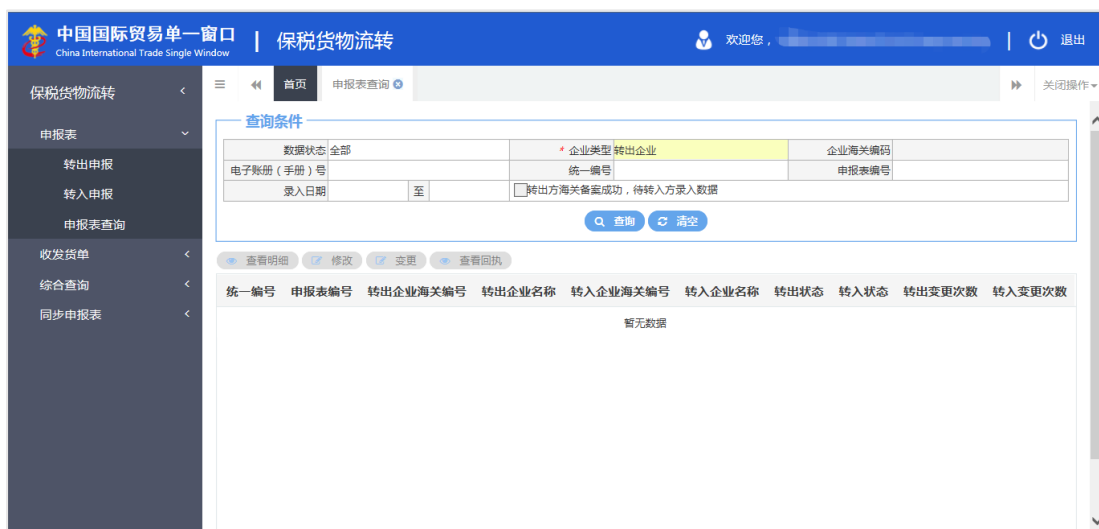 中国国际贸易单一窗口 | 保税货物流转 欢迎您， | 退出
China International Trade Single Window
保税货物流转
首页 申报表查询 关闭操作
申报表
转出申报
转入申报
申报表查询
收发货单
综合查询
同步申报表
查询条件
数据状态 全部 * 企业类型 转出企业 企业海关编码
电子账册（手册）号 统一编号 申报表编号
录入日期 至 转出方海关备案成功，待转入方录入数据
查询 清空
查看明细 修改 变更 查看回执
统一编号 申报表编号 转出企业海关编号 转出企业名称 转入企业海关编号 转入企业名称 转出状态 转入状态 转出变更次数 转入变更次数
暂无数据